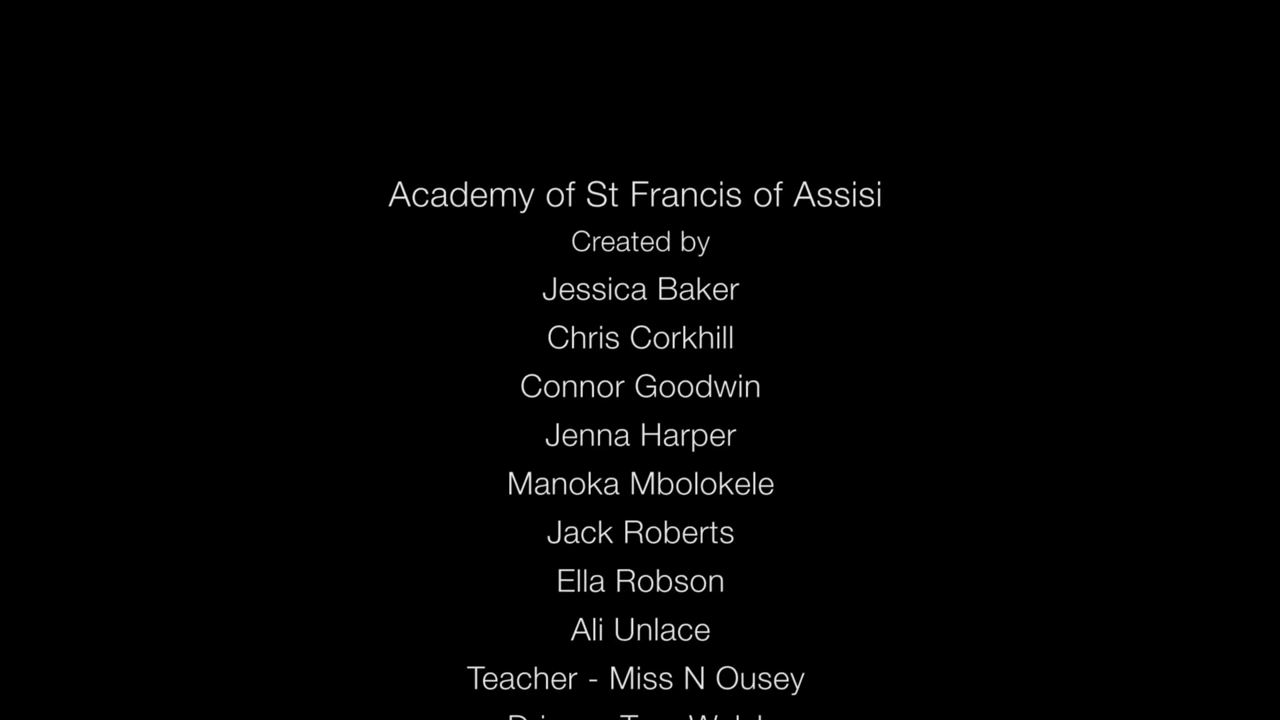 Academy of St Francis of Assisi
Created by
Jessica Baker
Chris Corkhill
Connor Goodwin
Jenna Harper
Manoka Mbolokele
Jack Roberts
Ella Robson
Ali Unlace
Teacher - Miss N Ousey